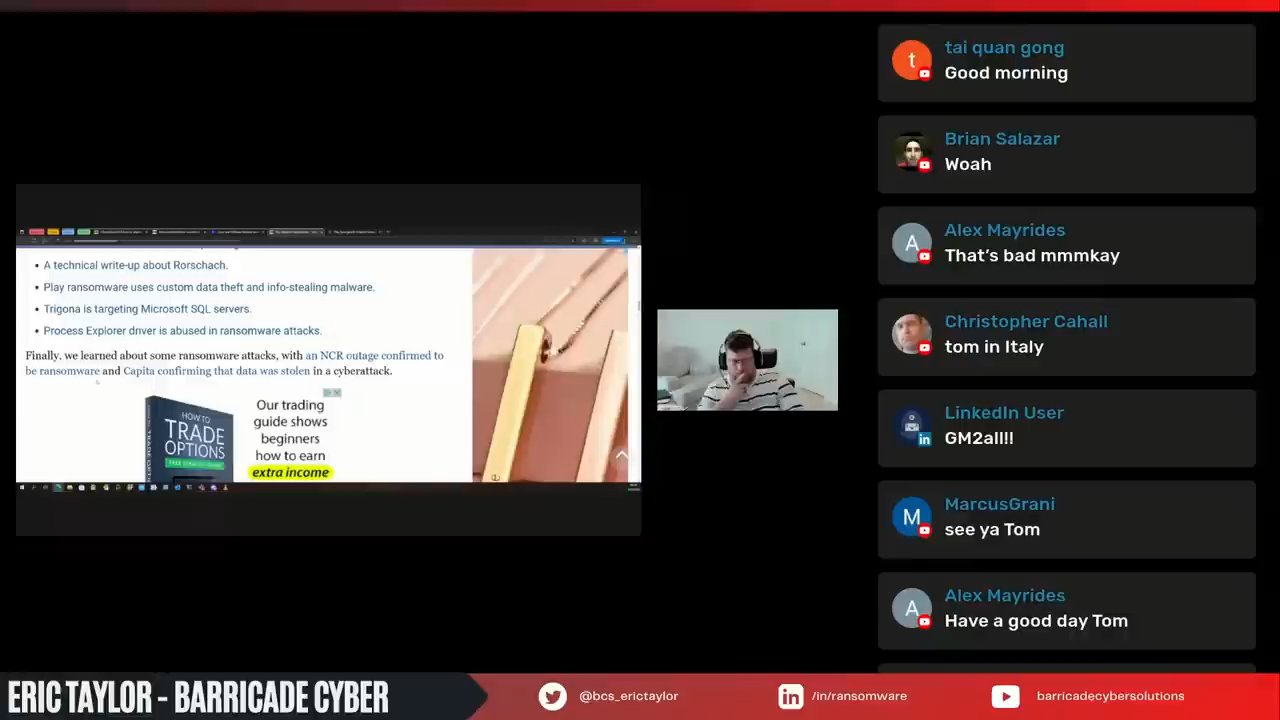 A technical write-up about Rorschach.
Play ransomware uses custom data theft and info-stealing malware.
Trigona is targeting Microsoft SQL servers.
Process Explorer driver is abused in ransomware attacks.
Finally, we learned about some ransomware attacks, with an NCR outage confirmed to
be ransomware and Capita confirming that data was stolen in a cyberattack.
HOW TO
TRADE
OPTIONS
Our trading
guide shows
beginners
how to earn
extra income
t
tai quan gong
Good morning
Brian Salazar
Woah
A
Alex Mayrides
That's bad mmmkay
Christopher Cahall
tom in Italy
LinkedIn User
GM2all!!
M
MarcusGrani
see ya Tom
A
Alex Mayrides
Have a good day Tom
ERIC TAYLOR - BARRICADE CYBER
@bcs_erictaylor
/in/ransomware
barricadecybersolutions